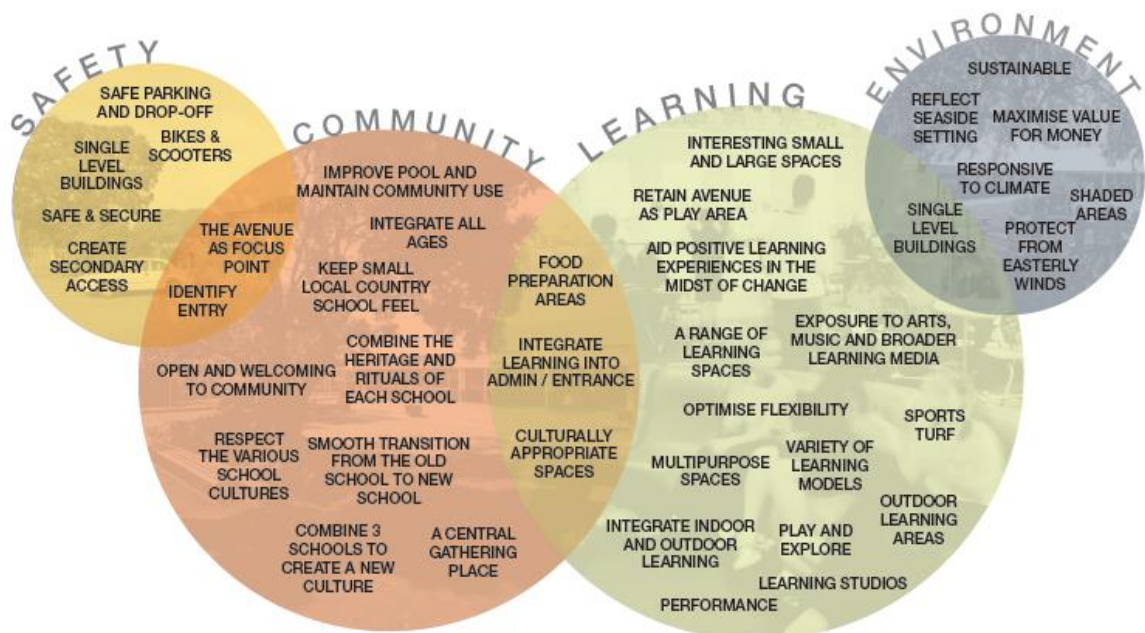 SAFETY
SAFE PARKING
AND DROP-OFF
BIKES &
SCOOTERS
SINGLE
LEVEL
BUILDINGS
SAFE & SECURE
CREATE
SECONDARY
ACCESS
THE AVENUE
AS FOCUS
POINT
IDENTIFY
ENTRY
COMMUNITY
IMPROVE POOL AND
MAINTAIN COMMUNITY USE
INTEGRATE ALL
AGES
KEEP SMALL
LOCAL COUNTRY
SCHOOL FEEL
COMBINE THE
HERITAGE AND
RITUALS OF
EACH SCHOOL
OPEN AND WELCOMING
TO COMMUNITY
RESPECT
THE VARIOUS
SCHOOL
CULTURES
SMOOTH TRANSITION
FROM THE OLD
SCHOOL TO NEW
SCHOOL
COMBINE 3
SCHOOLS TO
CREATE A NEW
CULTURE
A CENTRAL
GATHERING
PLACE
FOOD
PREPARATION
AREAS
INTEGRATE
LEARNING INTO
ADMIN / ENTRANCE
CULTURALLY
APPROPRIATE
SPACES
LEARNING
INTERESTING SMALL
AND LARGE SPACES
RETAIN AVENUE
AS PLAY AREA
AID POSITIVE LEARNING
EXPERIENCES IN THE
MIDST OF CHANGE
A RANGE OF
LEARNING
SPACES
EXPOSURE TO ARTS,
MUSIC AND BROADER
LEARNING MEDIA
OPTIMISE FLEXIBILITY
SPORTS
TURF
MULTIPURPOSE
SPACES
VARIETY OF
LEARNING
MODELS
OUTDOOR
LEARNING
AREAS
INTEGRATE INDOOR
AND OUTDOOR
LEARNING
PLAY AND
EXPLORE
LEARNING STUDIOS
PERFORMANCE
ENVIRONMENT
SUSTAINABLE
REFLECT
SEASIDE
SETTING
MAXIMISE VALUE
FOR MONEY
RESPONSIVE
TO CLIMATE
SHADED
AREAS
SINGLE
LEVEL
BUILDINGS
PROTECT
FROM
EASTERLY
WINDS